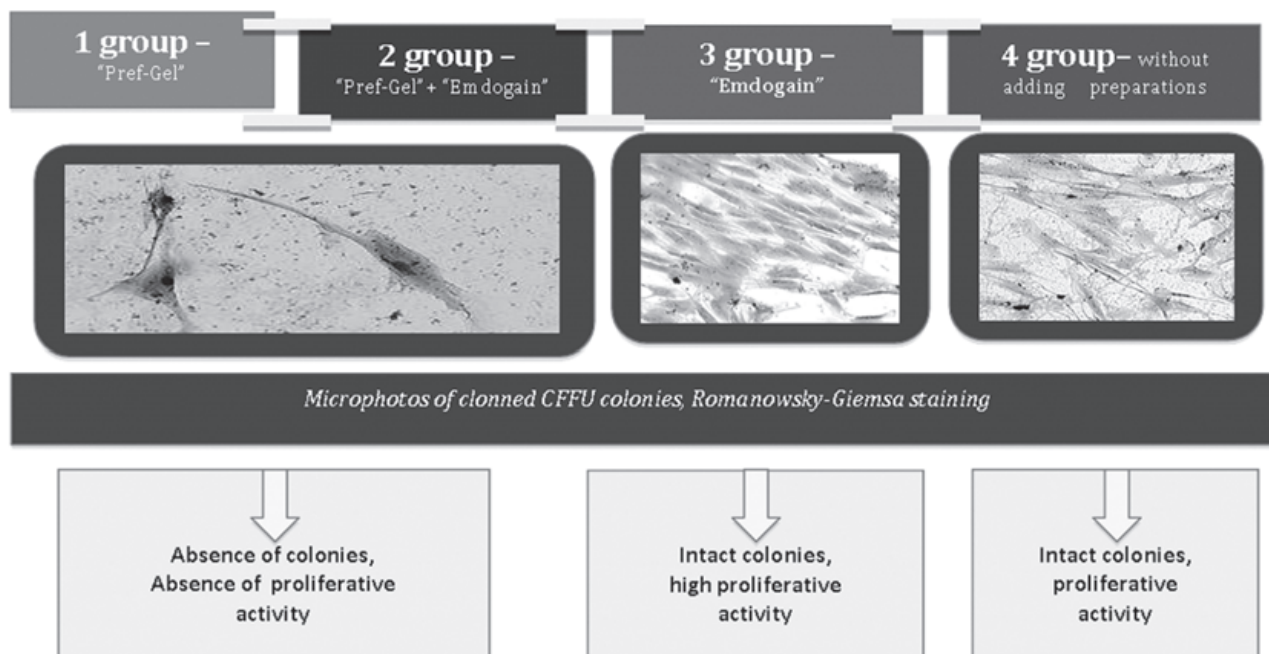 1 group –
“Pref-Gel”
2 group –
“Pref-Gel” + “Emdogain”
3 group –
“Emdogain”
4 group– without
adding preparations
Microphotos of clonned CFFU colonies, Romanowsky-Giemsa staining
Absence of colonies,
Absence of proliferative
activity
Intact colonies,
high proliferative
activity
Intact colonies,
proliferative
activity